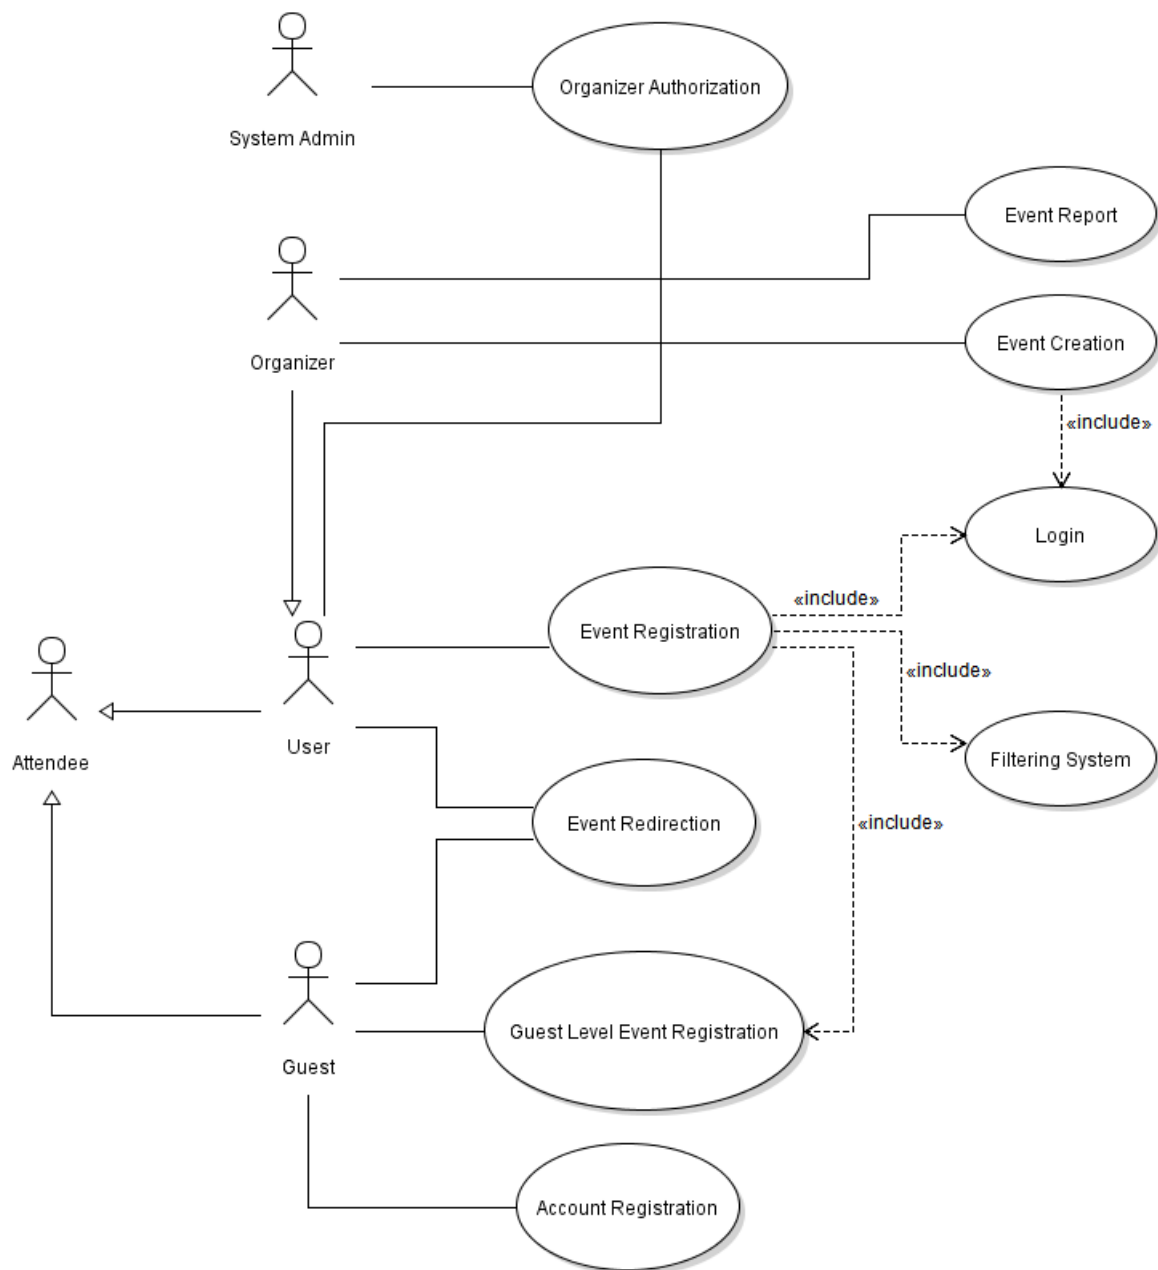 Organizer Authorization
System Admin
Event Report
Event Creation
Organizer
«include»
Login
«include»
Event Registration
«include»
User
Attendee
Filtering System
Event Redirection
«include»
Guest Level Event Registration
Guest
Account Registration